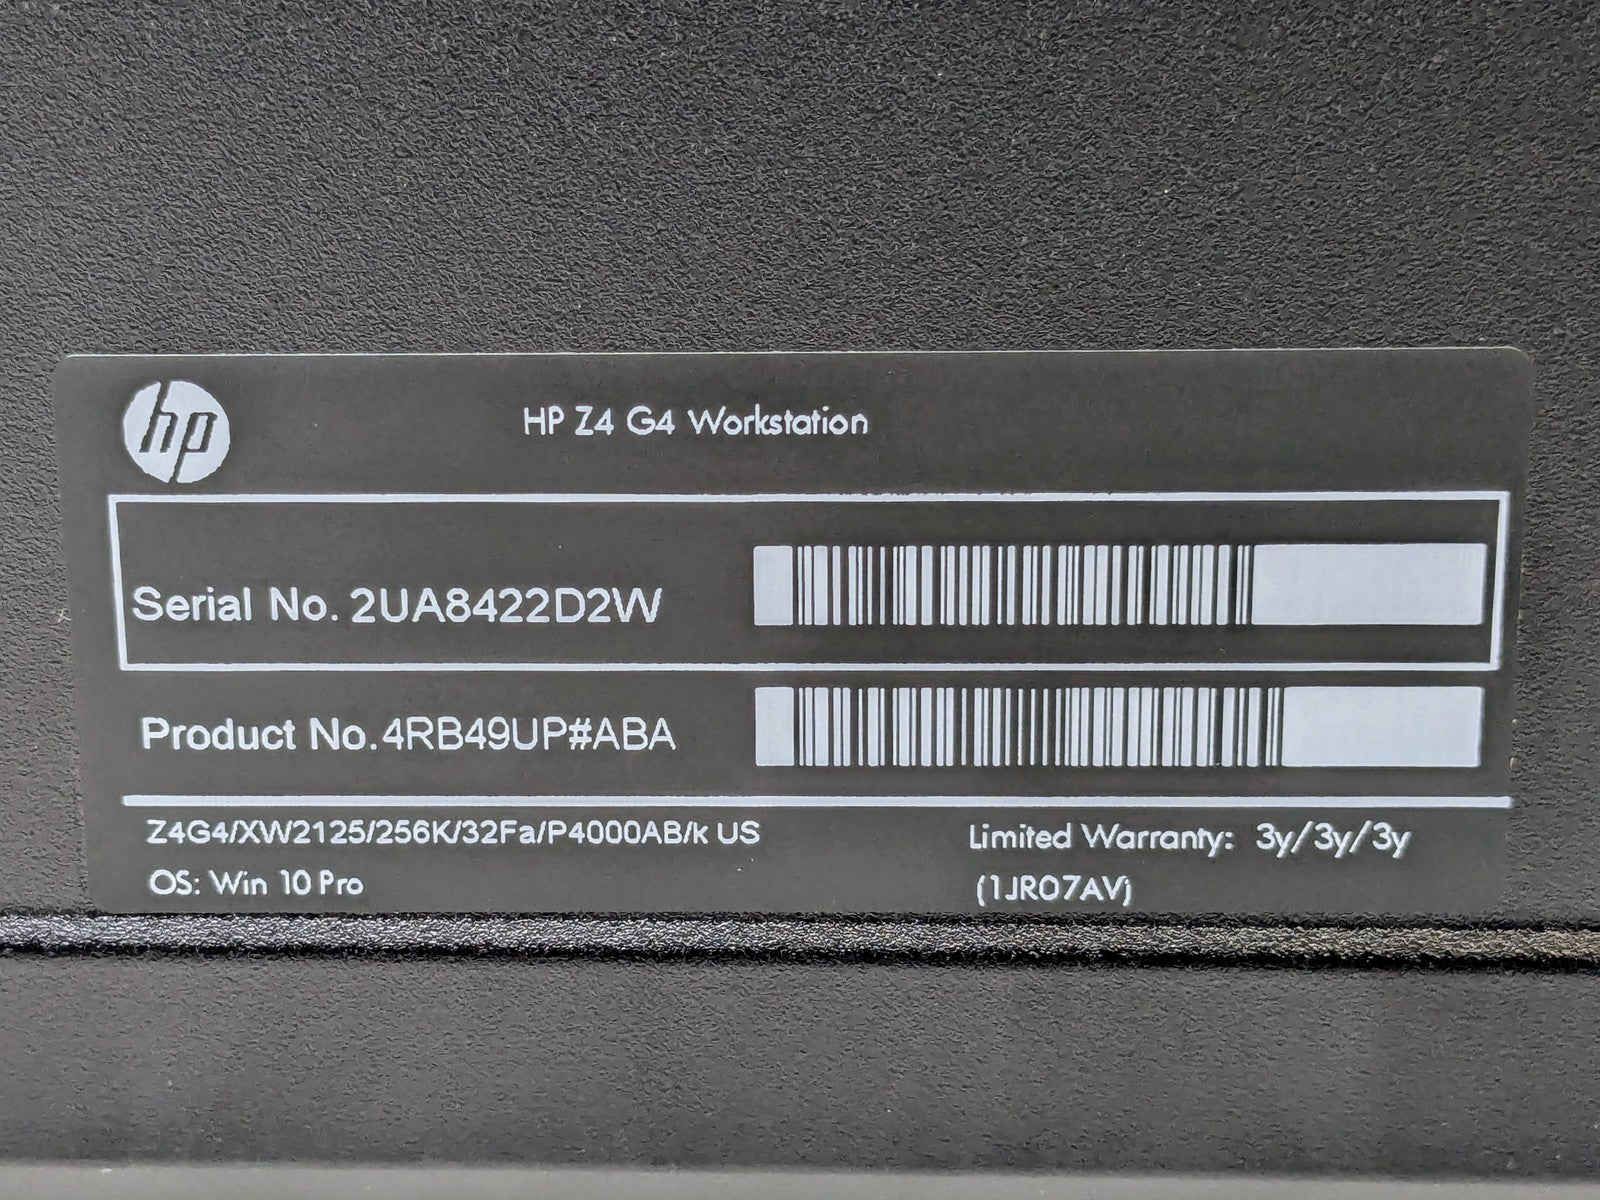 hp
HP Z4 G4 Workstation
Serial No. 2UA8422D2W
Product No. 4RB49UP#ABA
Z4G4/XW2125/256K/32Fa/P4000AB/k US
Limited Warranty: 3y/3y/3y
OS: Win 10 Pro
(1JR07AV)